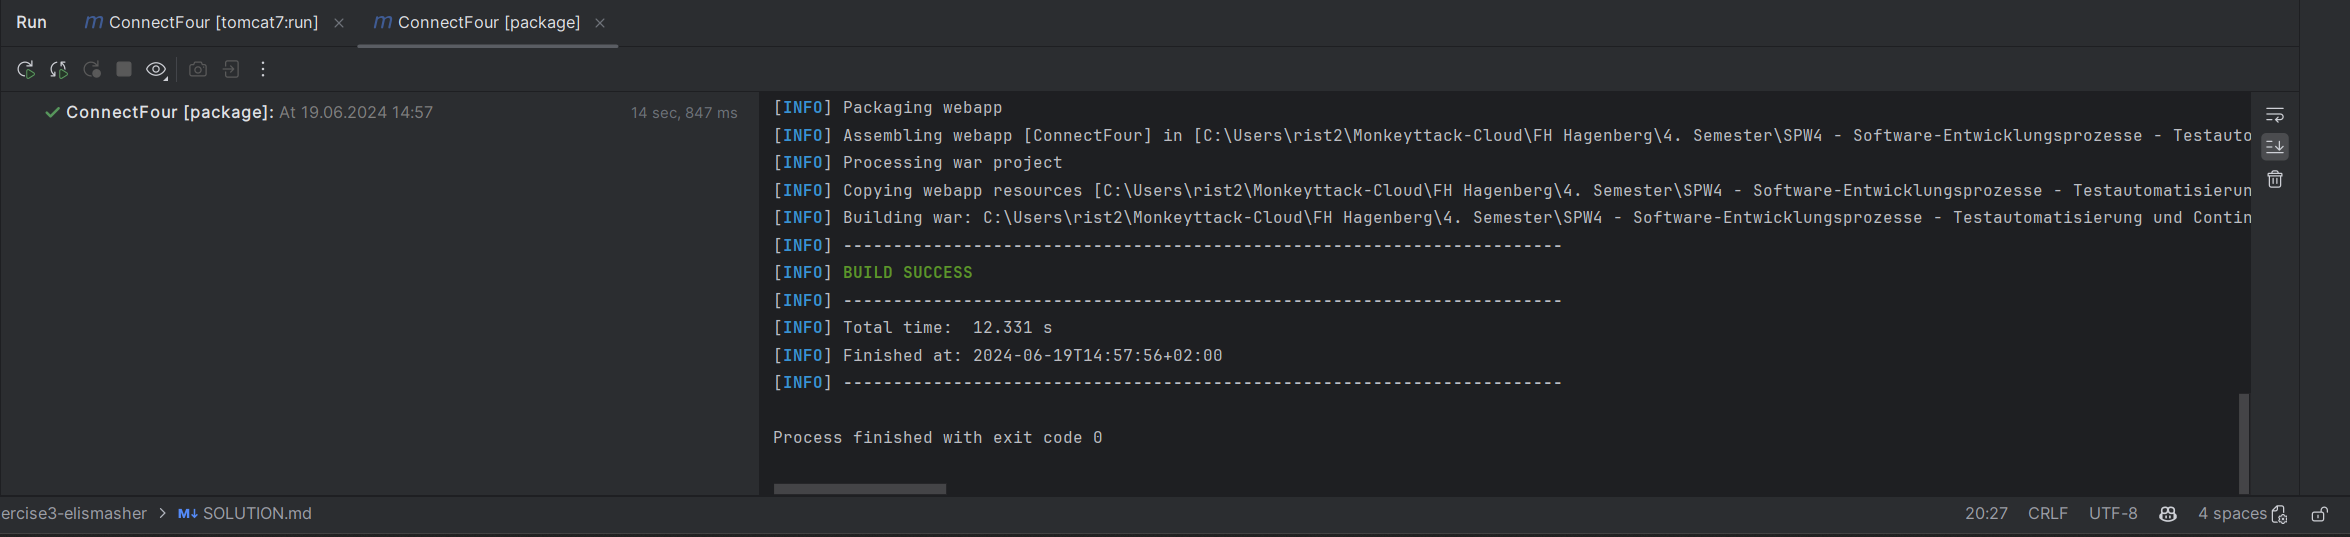 Run m ConnectFour [tomcat7:run] × m ConnectFour [package] ×
ConnectFour [package]: At 19.06.2024 14:57 14 sec, 847 ms
[INFO] Packaging webapp
[INFO] Assembling webapp [ConnectFour] in [C:\Users\rist2\Monkeyttack-Cloud\FH Hagenberg\4. Semester\SPW4 - Software-Entwicklungsprozesse - Testauto
[INFO] Processing war project
[INFO] Copying webapp resources [C:\Users\rist2\Monkeyttack-Cloud\FH Hagenberg\4. Semester\SPW4 - Software-Entwicklungsprozesse - Testautomatisierun
[INFO] Building war: C:\Users\rist2\Monkeyttack-Cloud\FH Hagenberg\4. Semester\SPW4 - Software-Entwicklungsprozesse - Testautomatisierung und Contin
[INFO] ------------------------------------------------------------------------
[INFO] BUILD SUCCESS
[INFO] ------------------------------------------------------------------------
[INFO] Total time:  12.331 s
[INFO] Finished at: 2024-06-19T14:57:56+02:00
[INFO] ------------------------------------------------------------------------
Process finished with exit code 0
ercise3-elismasher > M↓ SOLUTION.md 20:27 CRLF UTF-8 4 spaces